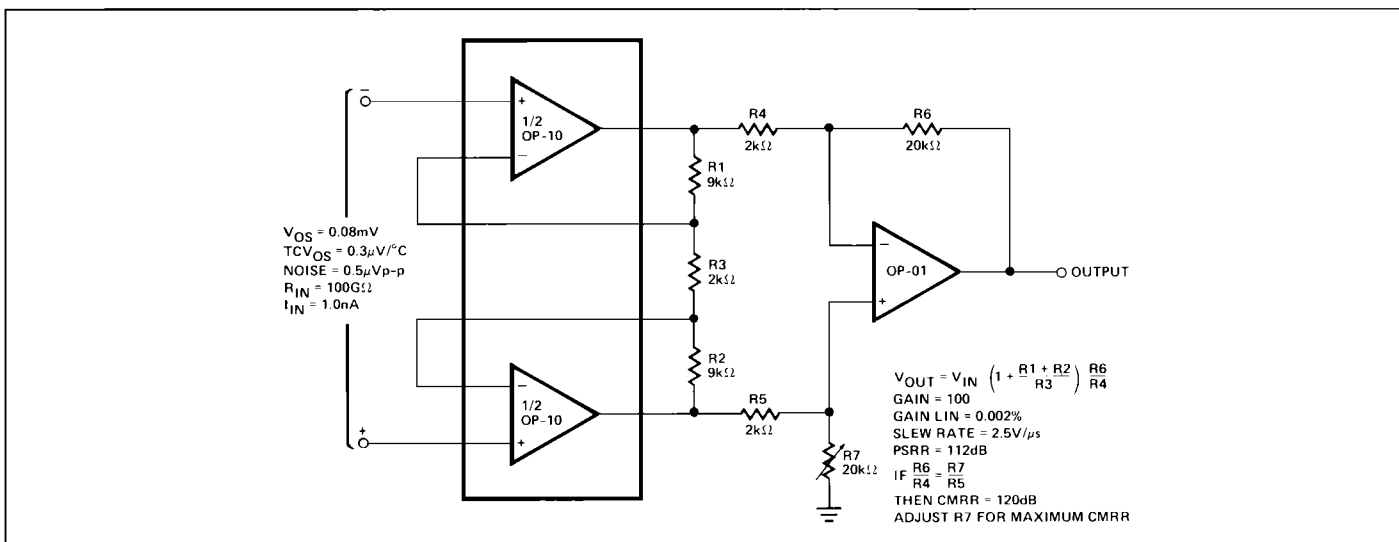 −
+
1/2
OP-10
−
VOS = 0.08mV
TCVOS = 0.3μV/°C
NOISE = 0.5μVp-p
RIN = 100GΩ
IIN = 1.0nA
−
1/2
OP-10
+
+
R1
9kΩ
R3
2kΩ
R2
9kΩ
R4
2kΩ
R5
2kΩ
R6
20kΩ
−
OP-01
+
OUTPUT
R7
20kΩ
VOUT = VIN (1 + R1 + R2 / R3) R6 / R4
GAIN = 100
GAIN LIN = 0.002%
SLEW RATE = 2.5V/μs
PSRR = 112dB
IF R6 / R4 = R7 / R5
THEN CMRR = 120dB
ADJUST R7 FOR MAXIMUM CMRR